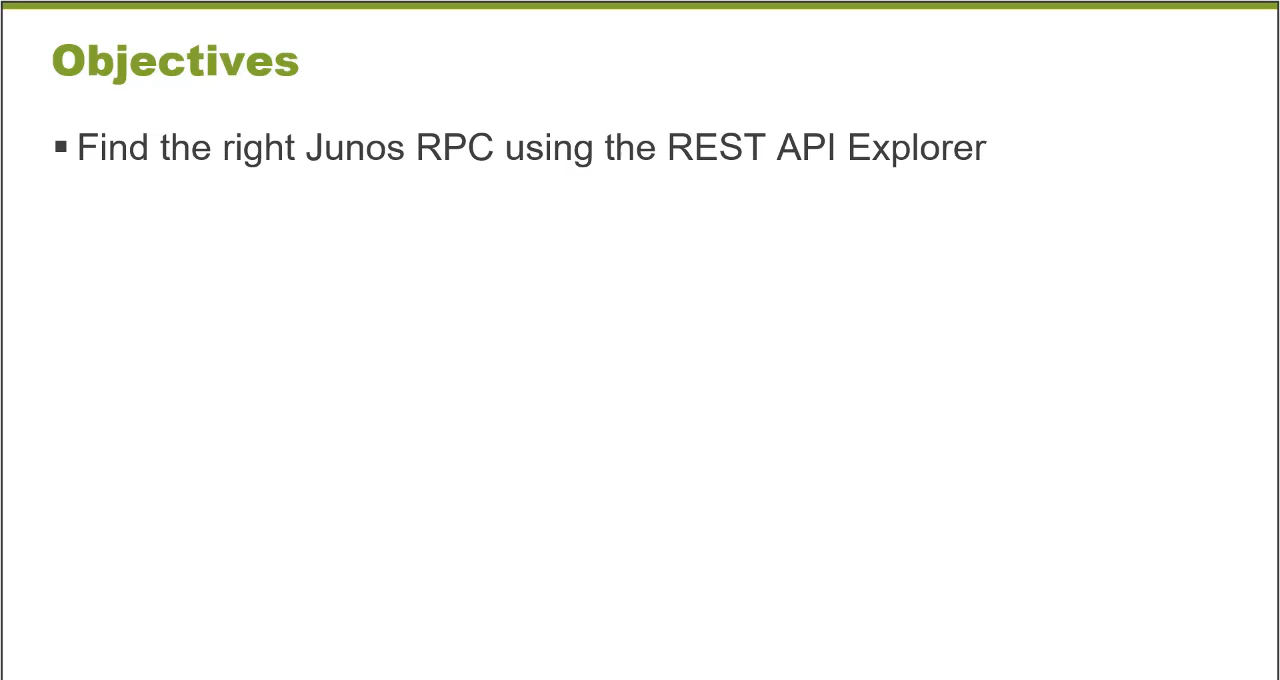 Objectives
▪ Find the right Junos RPC using the REST API Explorer